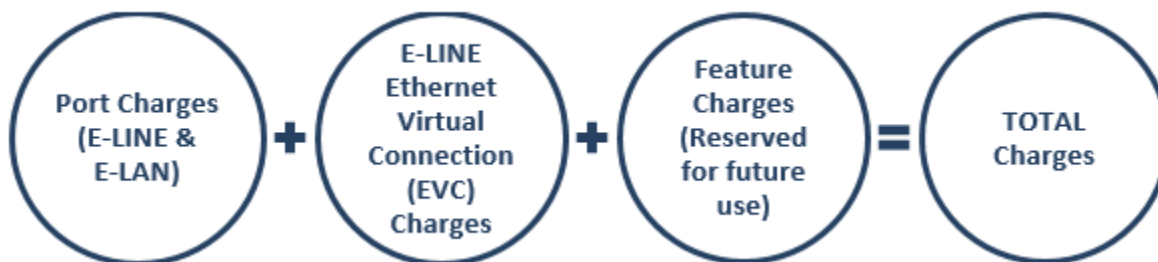 Port Charges
(E-LINE &
E-LAN)
+
E-LINE
Ethernet
Virtual
Connection
(EVC)
Charges
+
Feature
Charges
(Reserved
for future
use)
=
TOTAL
Charges